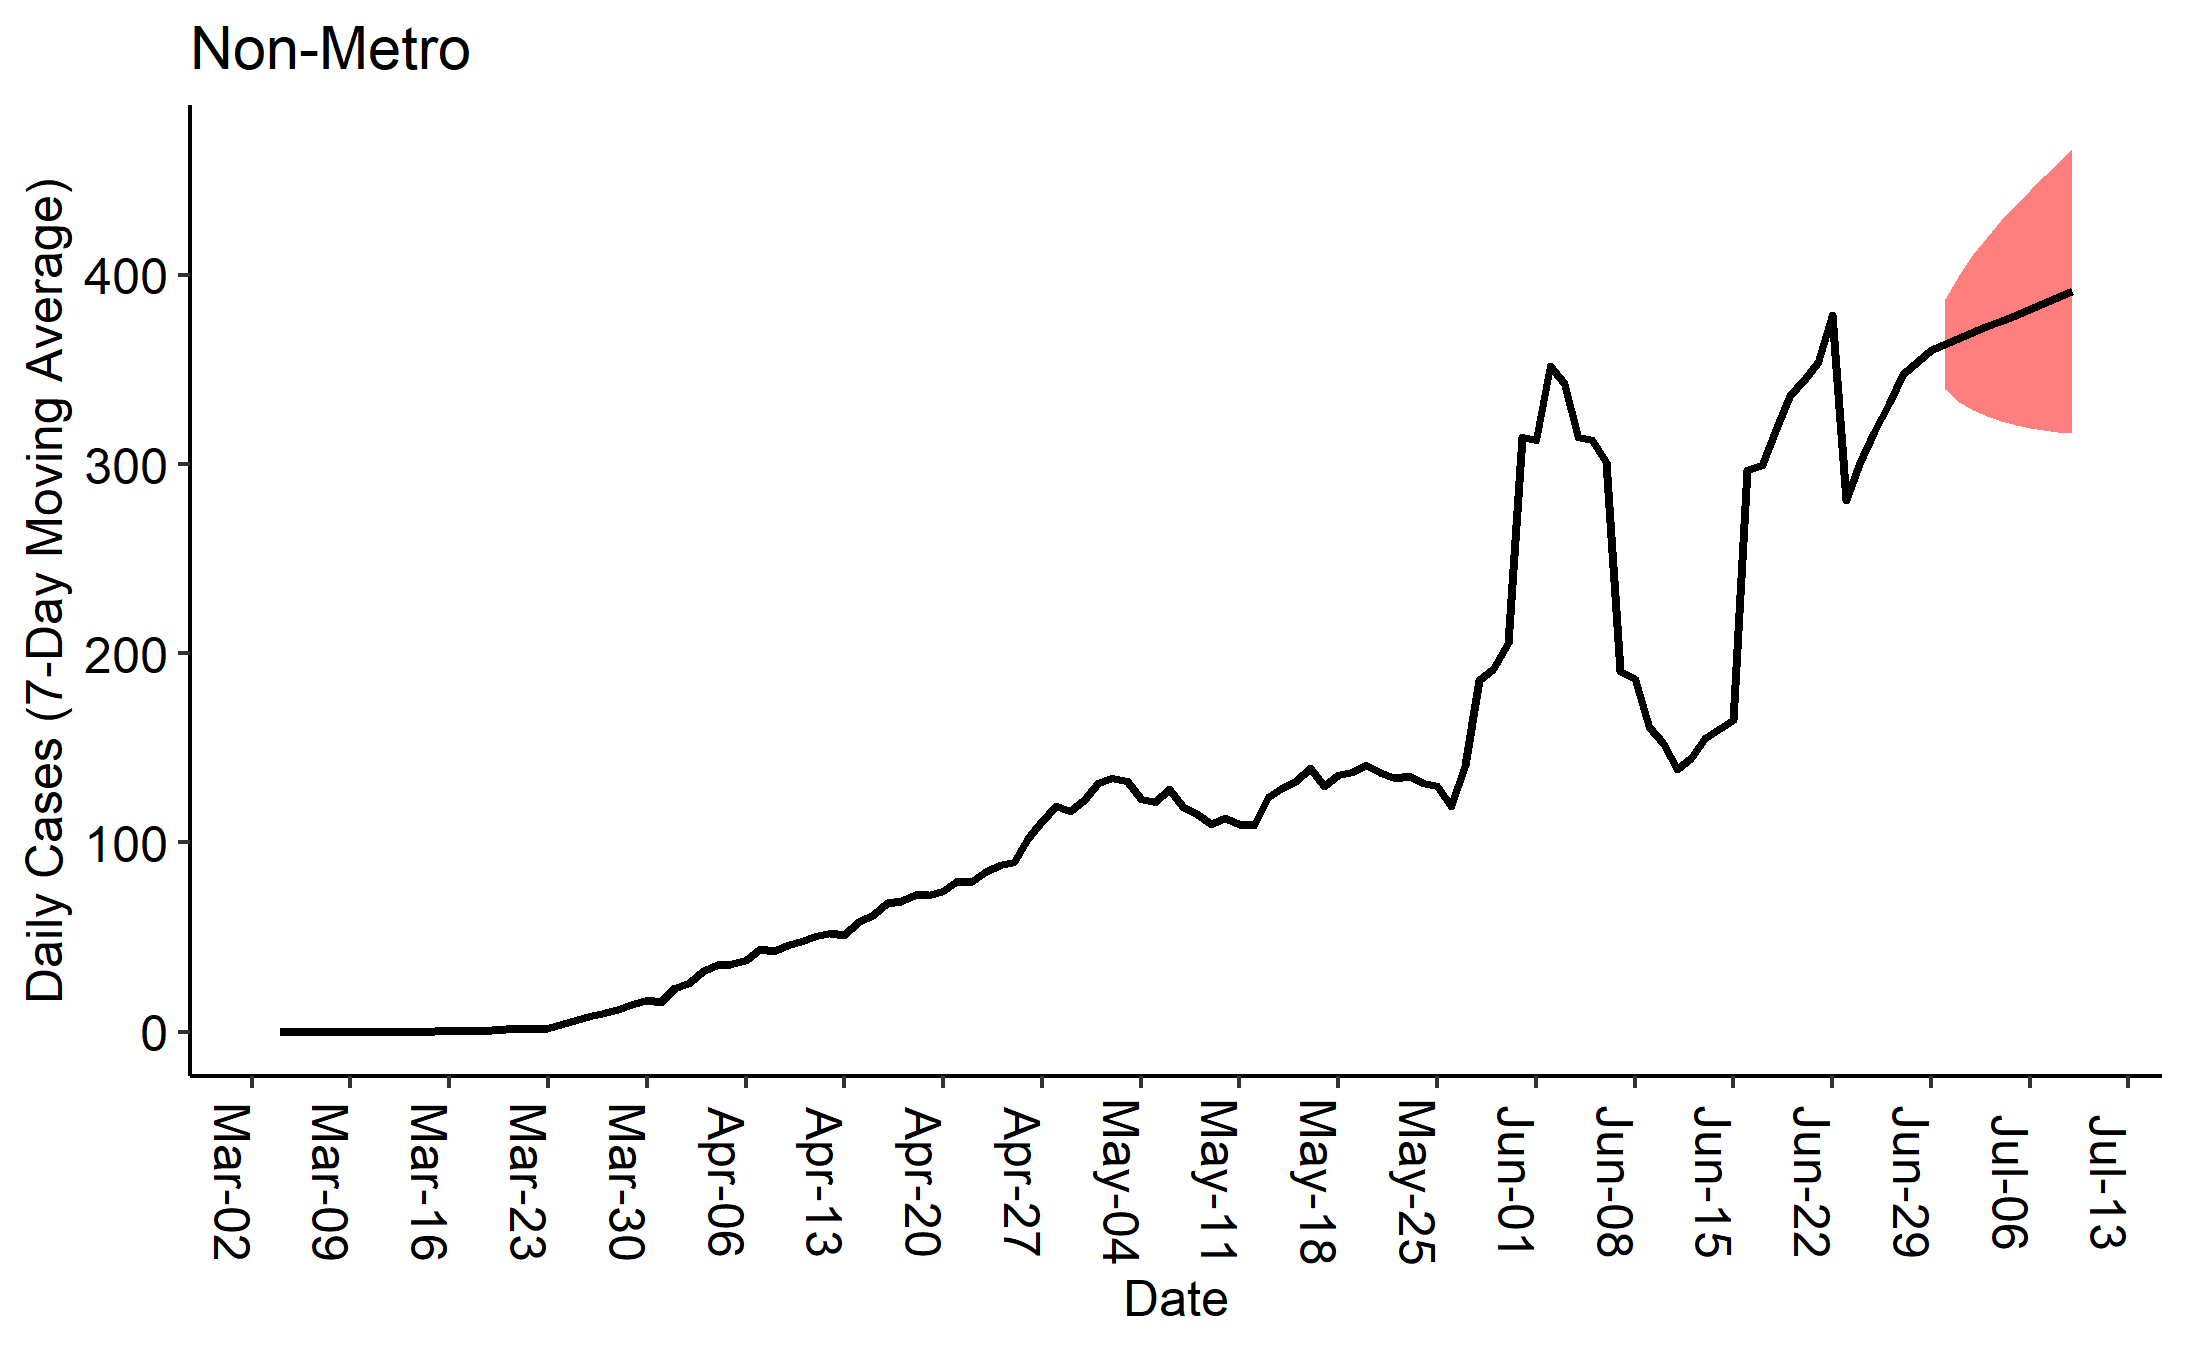 Non-Metro
Daily Cases (7-Day Moving Average)
400
300
200
100
0
Mar-02
Mar-09
Mar-16
Mar-23
Mar-30
Apr-06
Apr-13
Apr-20
Apr-27
May-04
May-11
May-18
May-25
Jun-01
Jun-08
Jun-15
Jun-22
Jun-29
Jul-06
Jul-13
Date